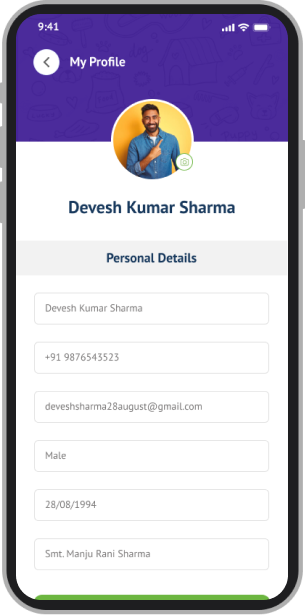 9:41
My Profile
Devesh Kumar Sharma
Personal Details
Devesh Kumar Sharma
+91 9876543523
deveshsharma28august@gmail.com
Male
28/08/1994
Smt. Manju Rani Sharma